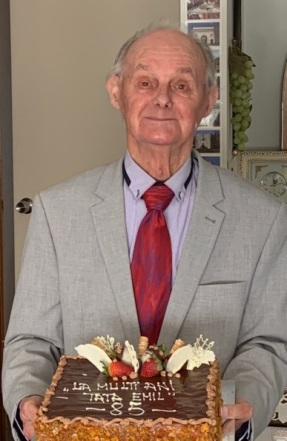 „LA MULTI ANI
TATA EMIL"
— 85 —